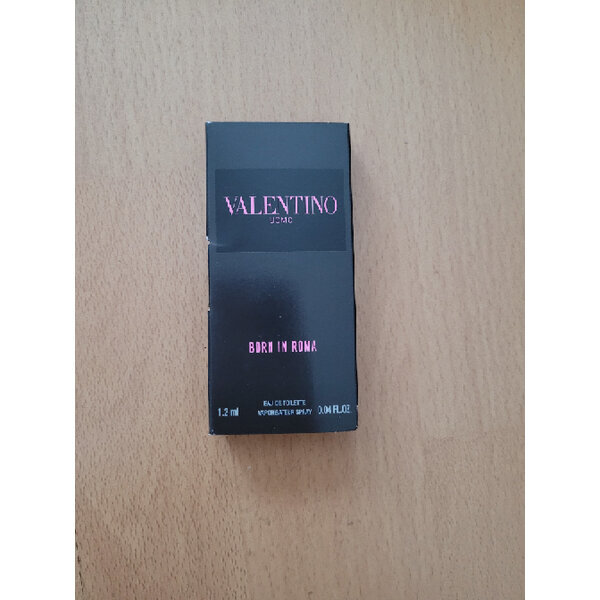 VALENTINO
UOMO
BORN IN ROMA
EAU DE TOILETTE
1.2 ml VAPORISATEUR SPRAY 0.04 FL.OZ.